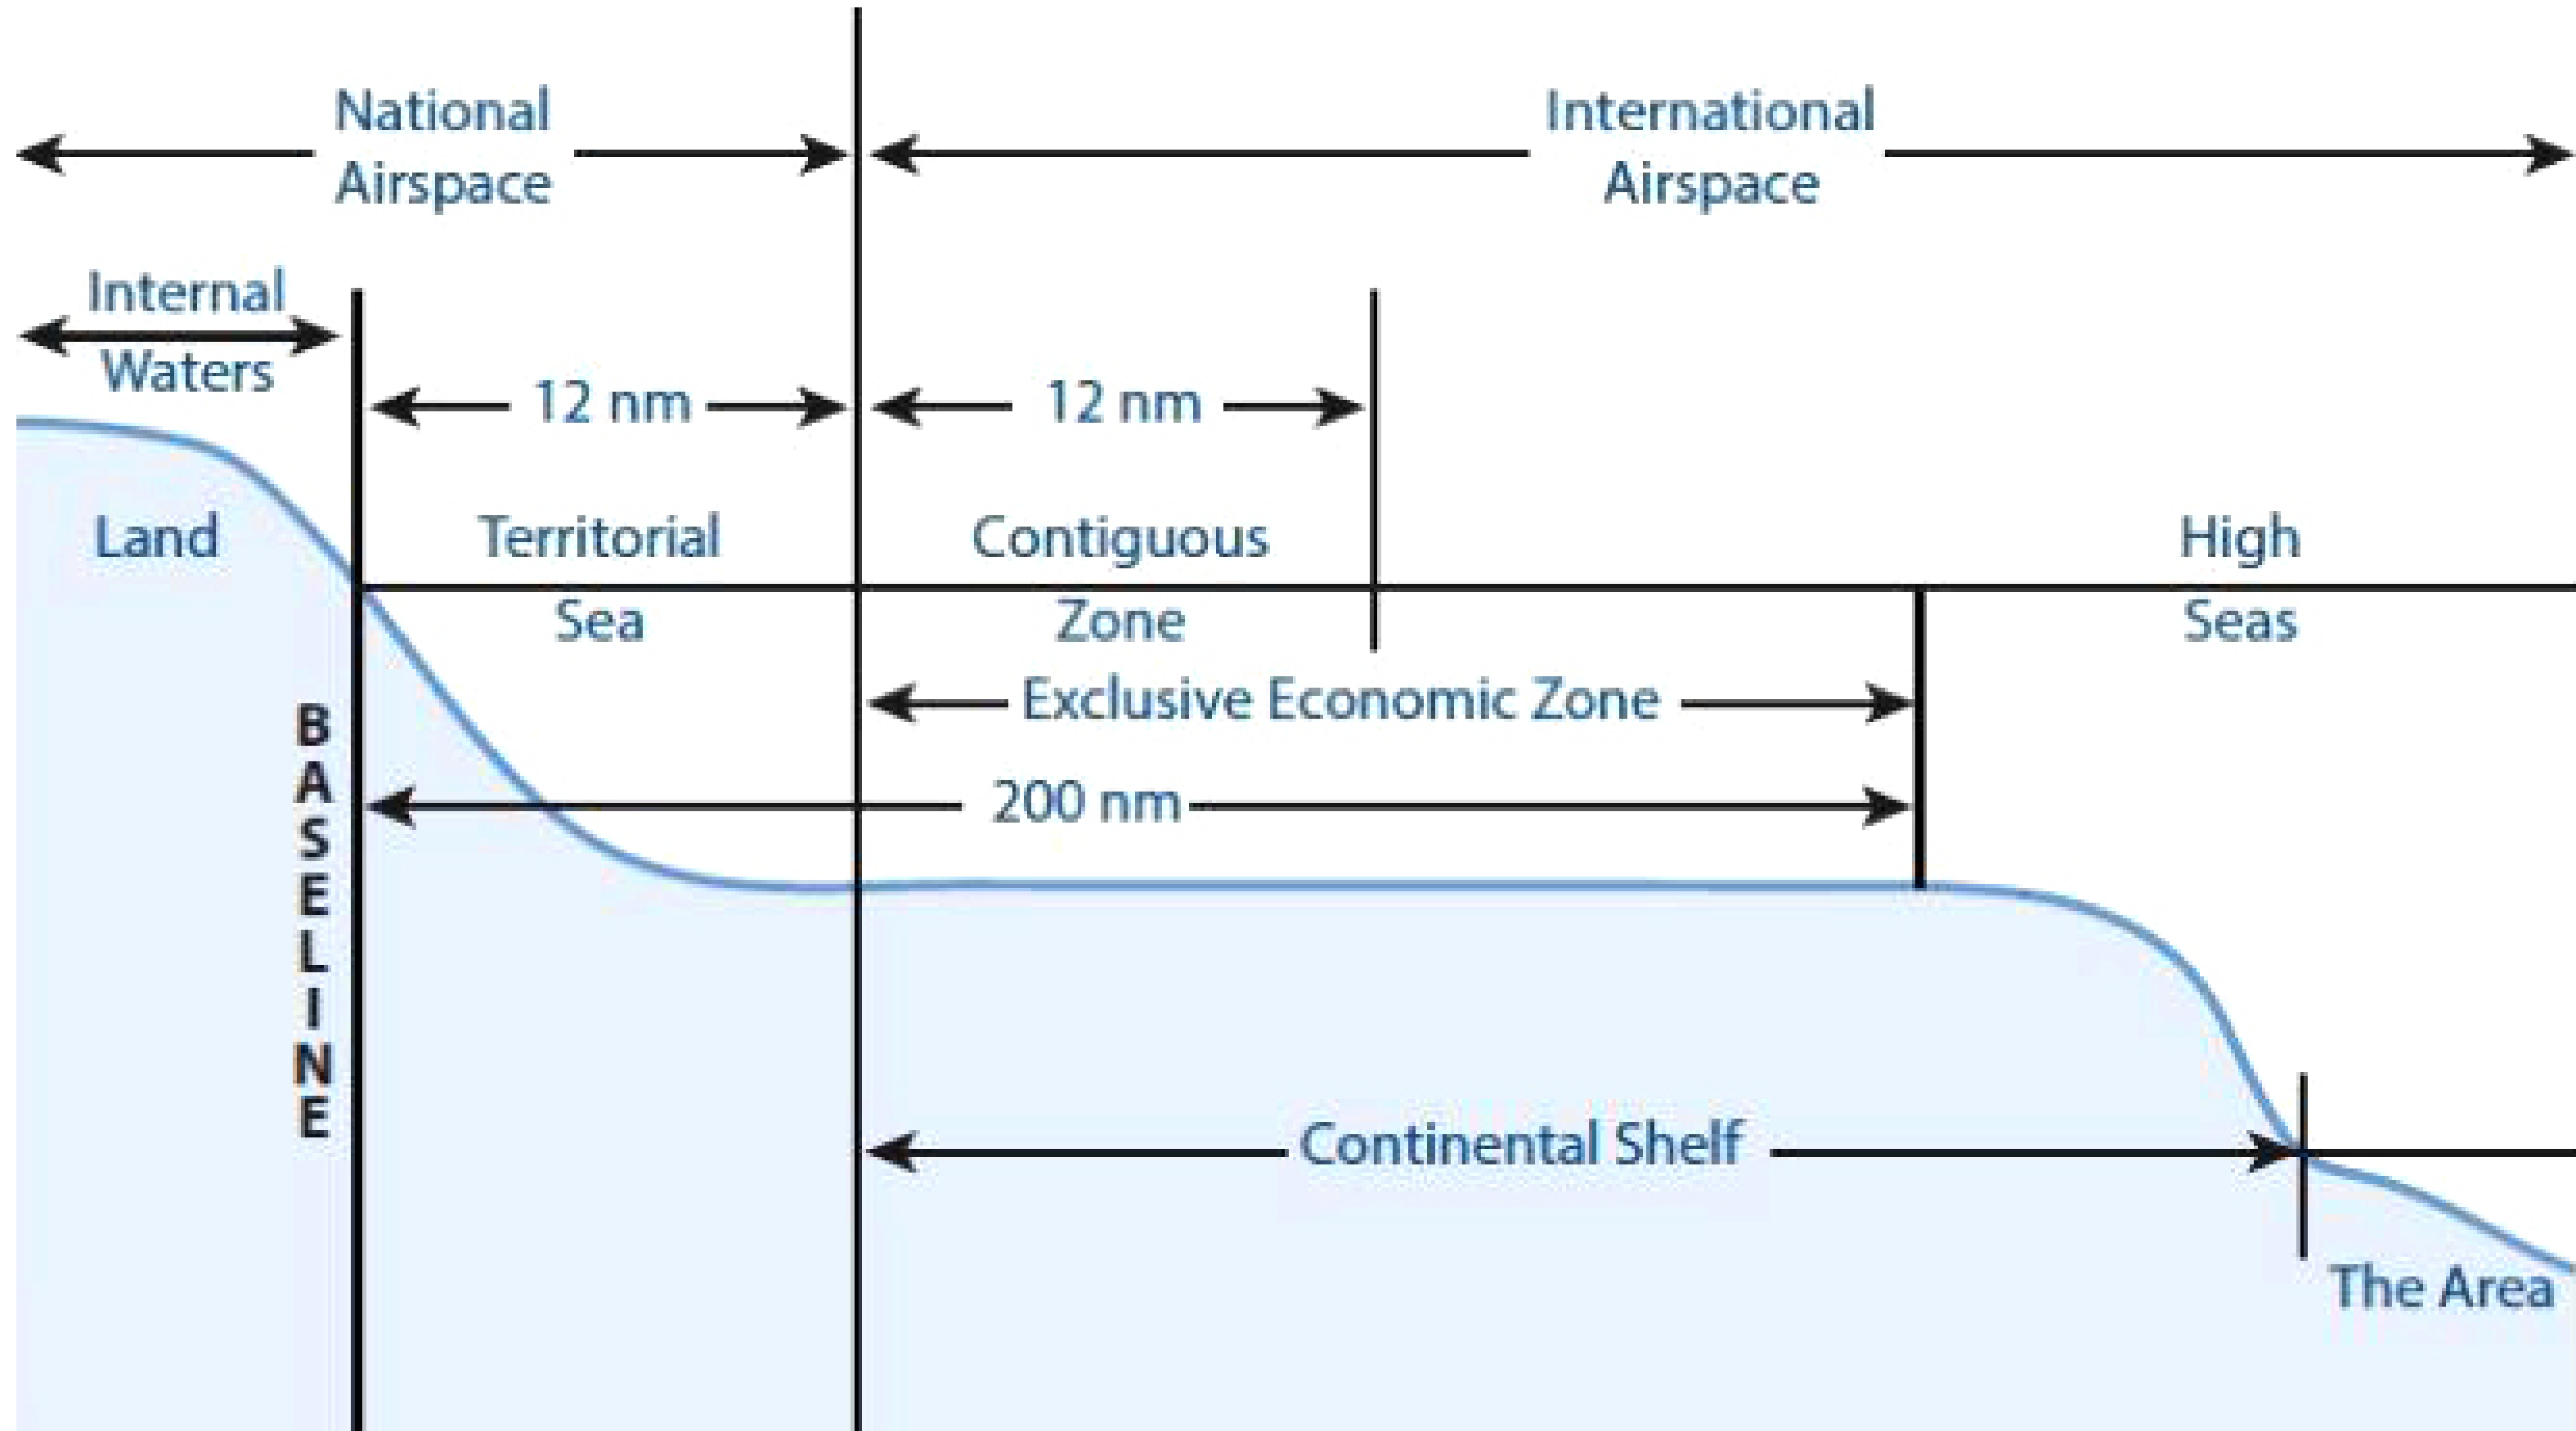 National
Airspace
International
Airspace
Internal
Waters
12 nm
12 nm
Land
Territorial
Sea
Contiguous
Zone
High
Seas
Exclusive Economic Zone
200 nm
BASELINE
Continental Shelf
The Area